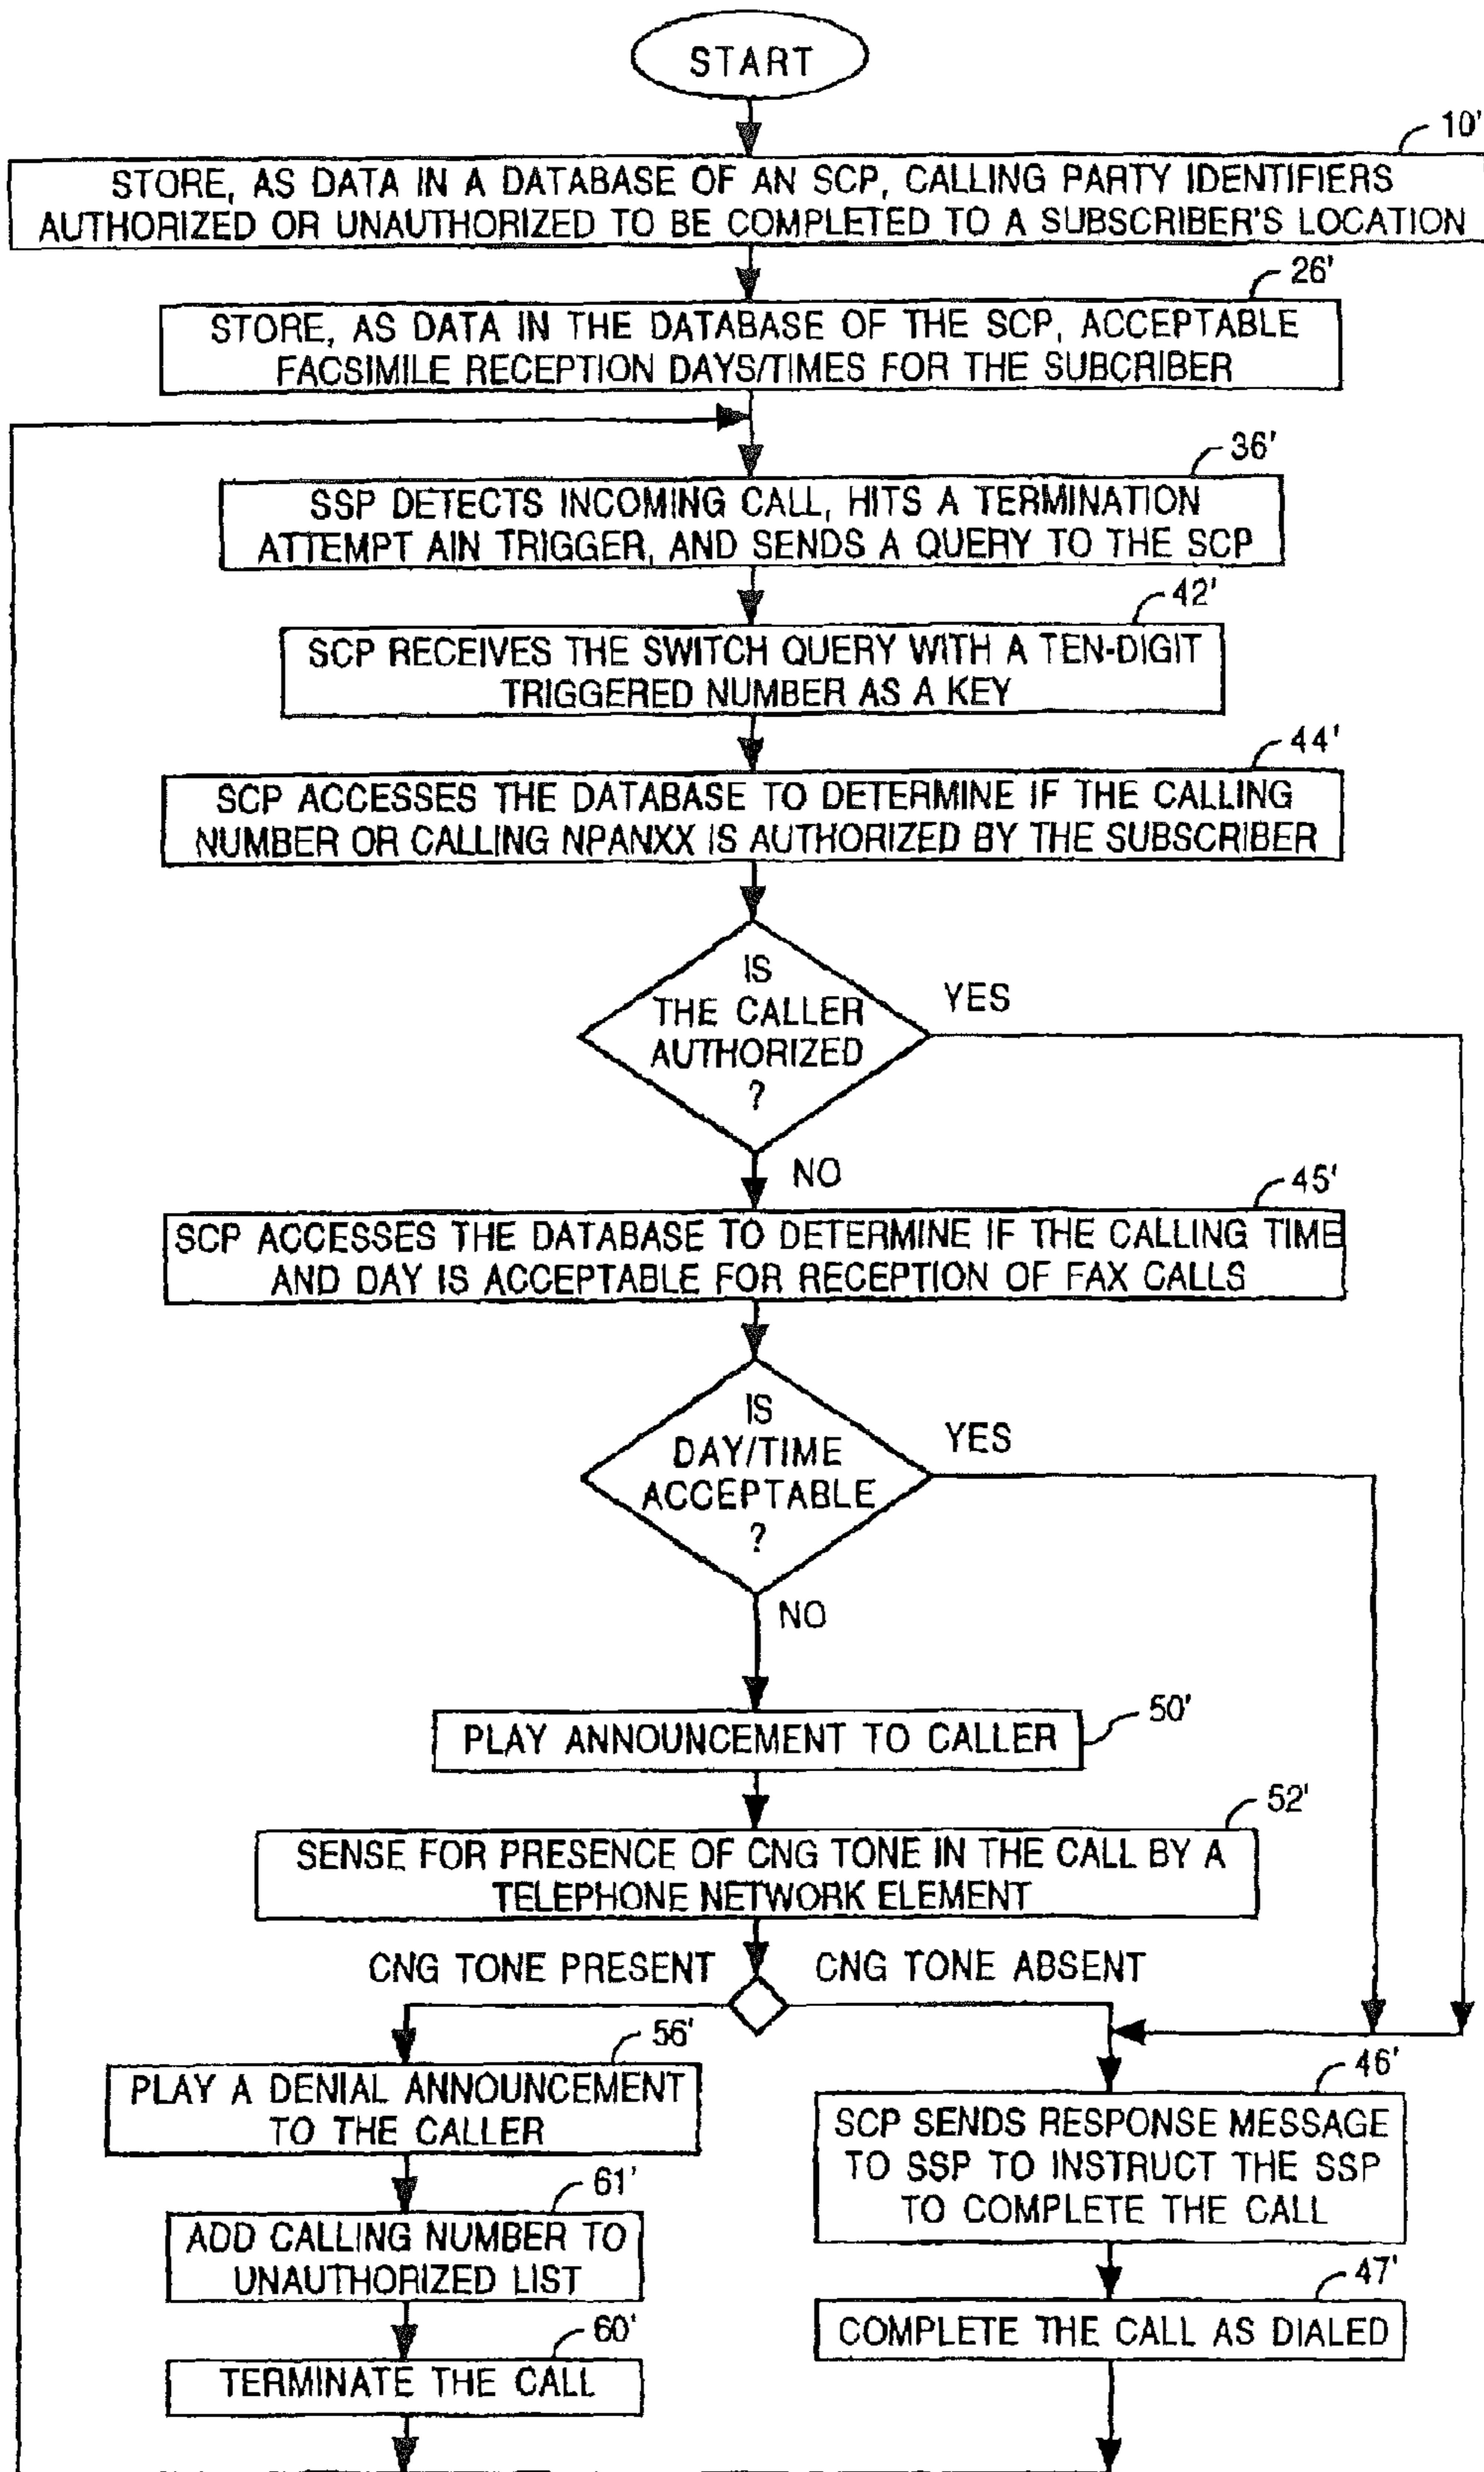 START
10'
STORE, AS DATA IN A DATABASE OF AN SCP, CALLING PARTY IDENTIFIERS
AUTHORIZED OR UNAUTHORIZED TO BE COMPLETED TO A SUBSCRIBER'S LOCATION
26'
STORE, AS DATA IN THE DATABASE OF THE SCP, ACCEPTABLE
FACSIMILE RECEPTION DAYS/TIMES FOR THE SUBCRIBER
36'
SSP DETECTS INCOMING CALL, HITS A TERMINATION
ATTEMPT AIN TRIGGER, AND SENDS A QUERY TO THE SCP
42'
SCP RECEIVES THE SWITCH QUERY WITH A TEN-DIGIT
TRIGGERED NUMBER AS A KEY
44'
SCP ACCESSES THE DATABASE TO DETERMINE IF THE CALLING
NUMBER OR CALLING NPANXX IS AUTHORIZED BY THE SUBSCRIBER
IS
THE CALLER
AUTHORIZED
?
YES
NO
45'
SCP ACCESSES THE DATABASE TO DETERMINE IF THE CALLING TIME
AND DAY IS ACCEPTABLE FOR RECEPTION OF FAX CALLS
IS
DAY/TIME
ACCEPTABLE
?
YES
NO
50'
PLAY ANNOUNCEMENT TO CALLER
52'
SENSE FOR PRESENCE OF CNG TONE IN THE CALL BY A
TELEPHONE NETWORK ELEMENT
CNG TONE PRESENT
CNG TONE ABSENT
56'
PLAY A DENIAL ANNOUNCEMENT
TO THE CALLER
61'
ADD CALLING NUMBER TO
UNAUTHORIZED LIST
60'
TERMINATE THE CALL
46'
SCP SENDS RESPONSE MESSAGE
TO SSP TO INSTRUCT THE SSP
TO COMPLETE THE CALL
47'
COMPLETE THE CALL AS DIALED